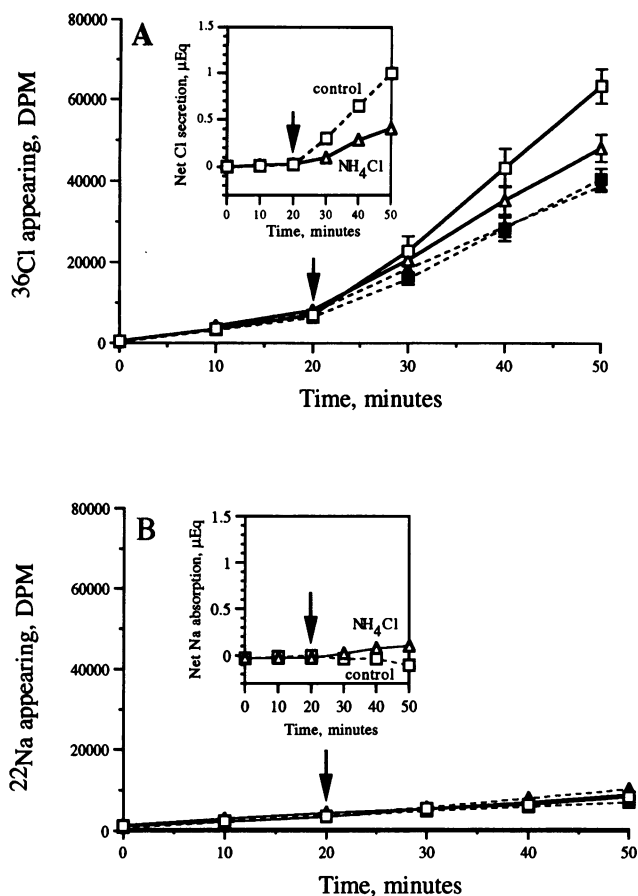 A
80000
60000
40000
20000
0
36Cl appearing, DPM
0 10 20 30 40 50
Time, minutes
1.5
1
0.5
0
Net Cl secretion, µEq
control
NH4Cl
0 10 20 30 40 50
Time, minutes
B
80000
60000
40000
20000
0
22Na appearing, DPM
0 10 20 30 40 50
Time, minutes
1.5
1
0.5
0
Net Na absorption, µEq
NH4Cl
control
0 10 20 30 40 50
Time, minutes